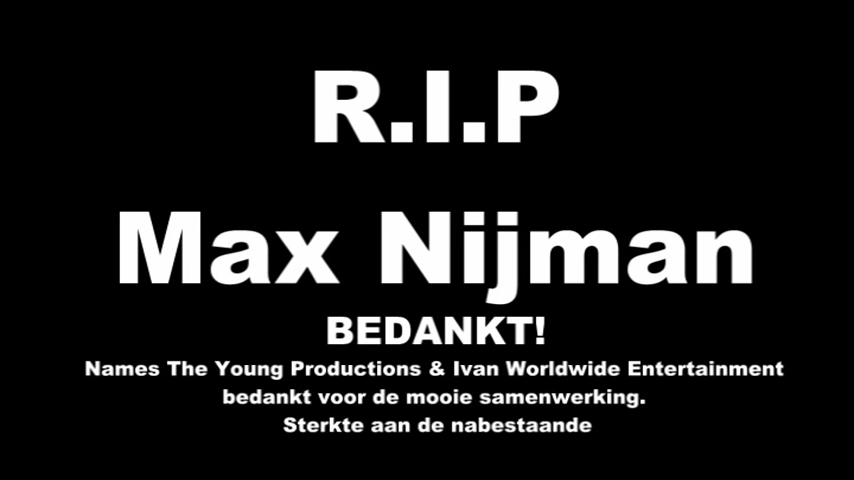 R.I.P
Max Nijman
BEDANKT!
Names The Young Productions & Ivan Worldwide Entertainment
bedankt voor de mooie samenwerking.
Sterkte aan de nabestaande